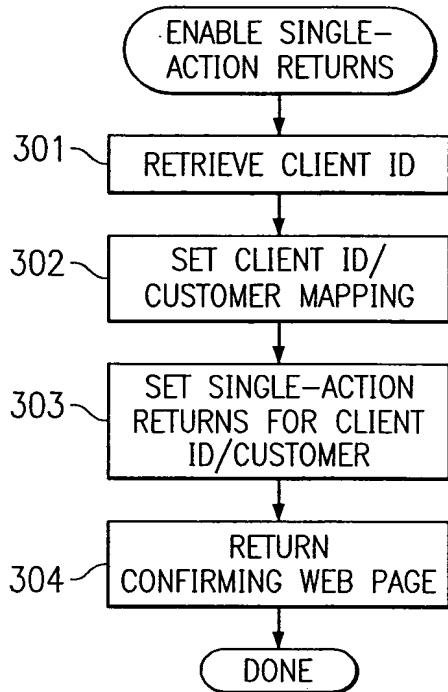 ENABLE SINGLE-
ACTION RETURNS
301
RETRIEVE CLIENT ID
302
SET CLIENT ID/
CUSTOMER MAPPING
303
SET SINGLE-ACTION
RETURNS FOR CLIENT
ID/CUSTOMER
304
RETURN
CONFIRMING WEB PAGE
DONE